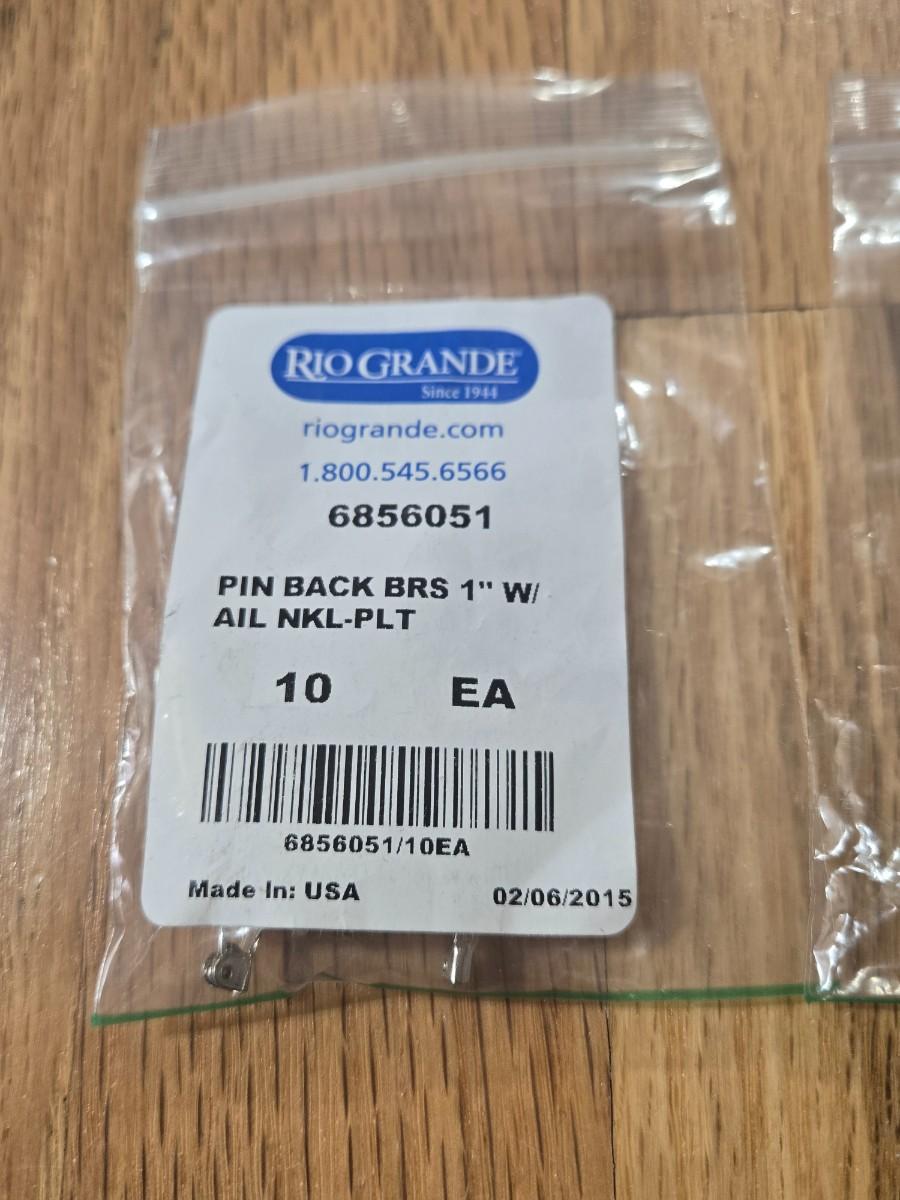 RIO GRANDE
Since 1944
riogrande.com
1.800.545.6566
6856051
PIN BACK BRS 1" W/
AIL NKL-PLT
10 EA
6856051/10EA
Made In: USA 02/06/2015